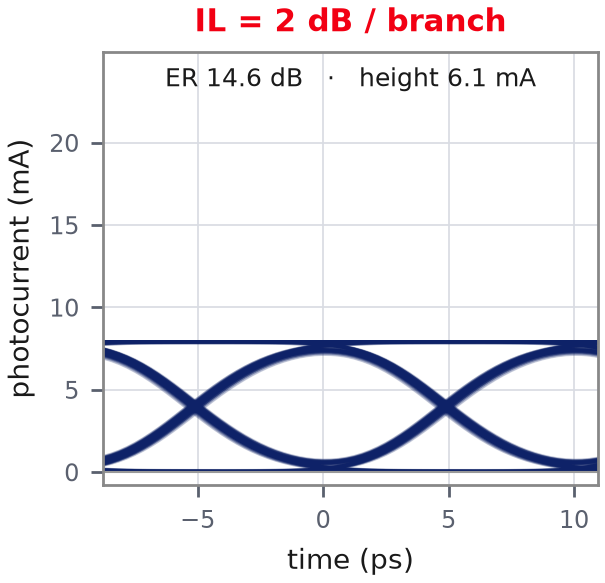 IL = 2 dB / branch
ER 14.6 dB · height 6.1 mA
photocurrent (mA)
20
15
10
5
0
−5
0
5
10
time (ps)